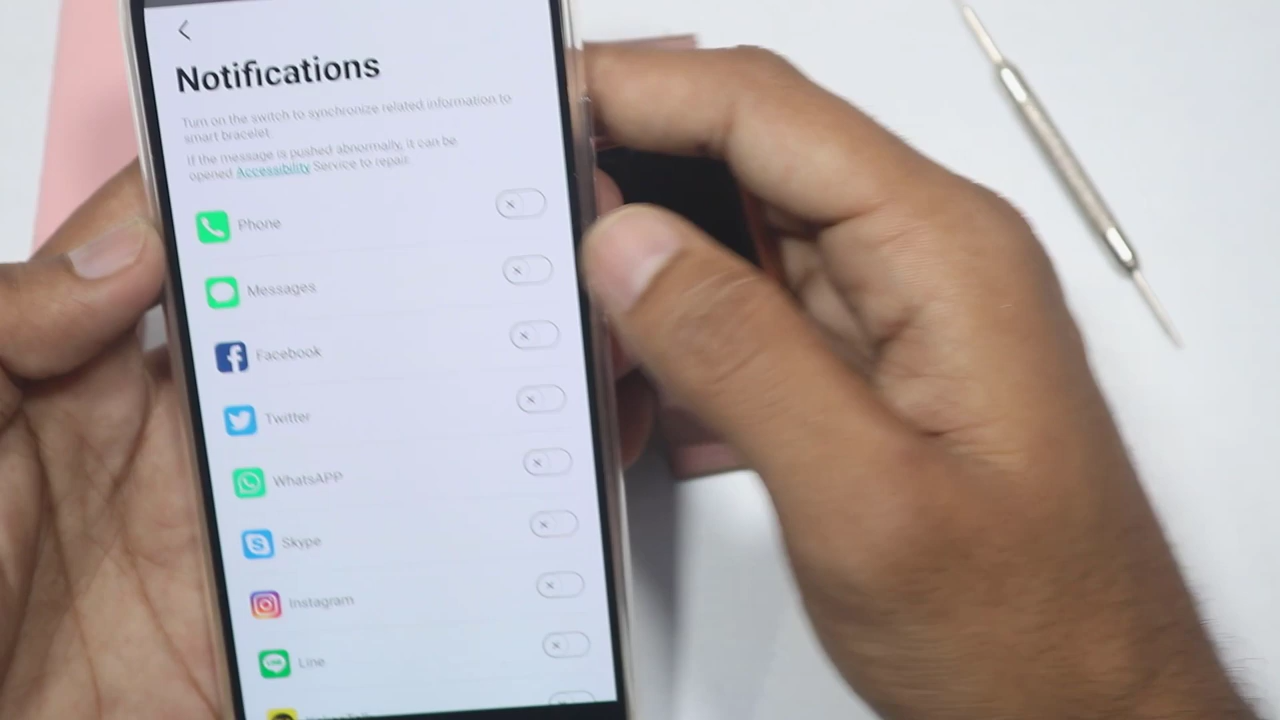 Notifications
Turn on the switch to synchronize related information to
smart bracelet.
If the message is pushed abnormally, it can be
opened Accessibility Service to repair.
Phone
Messages
Facebook
Twitter
WhatsAPP
Skype
Instagram
Line